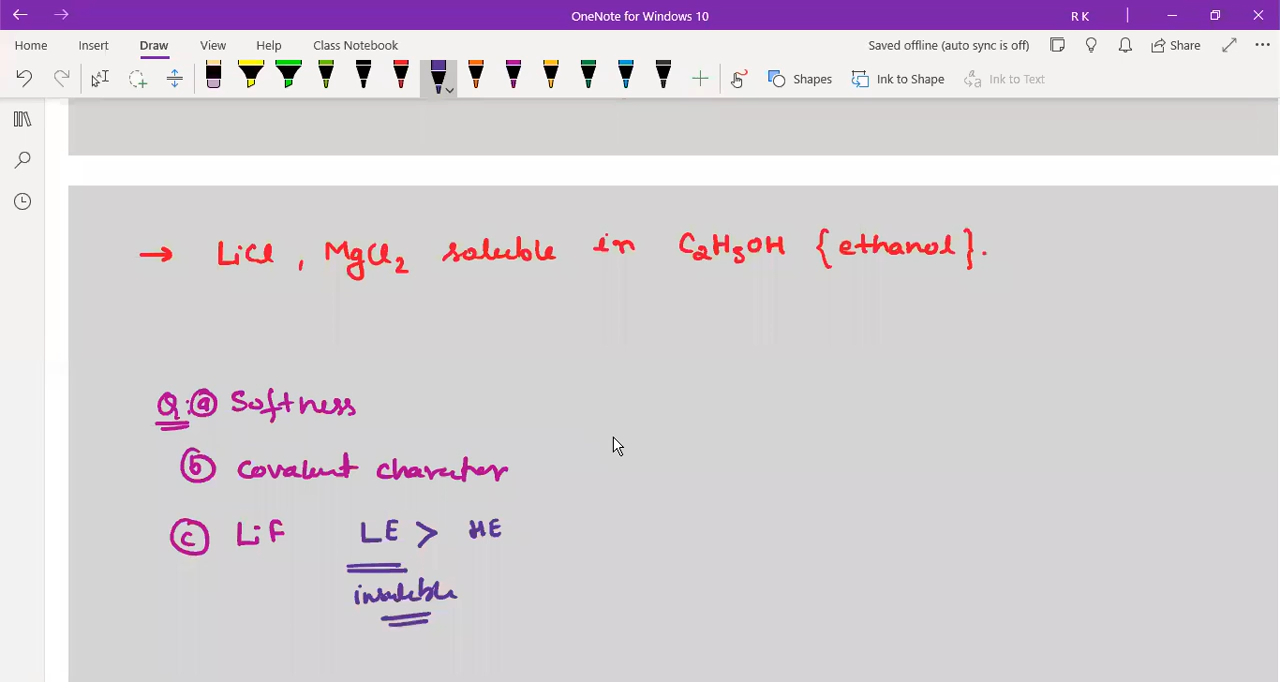 OneNote for Windows 10
R K
Home Insert Draw View Help Class Notebook
Saved offline (auto sync is off)
Share
Shapes
Ink to Shape
Ink to Text
→ LiCl, MgCl2 soluble in C2H5OH {ethanol}.
Q: a Softness
b covalent character
c LiF LE > HE
insoluble